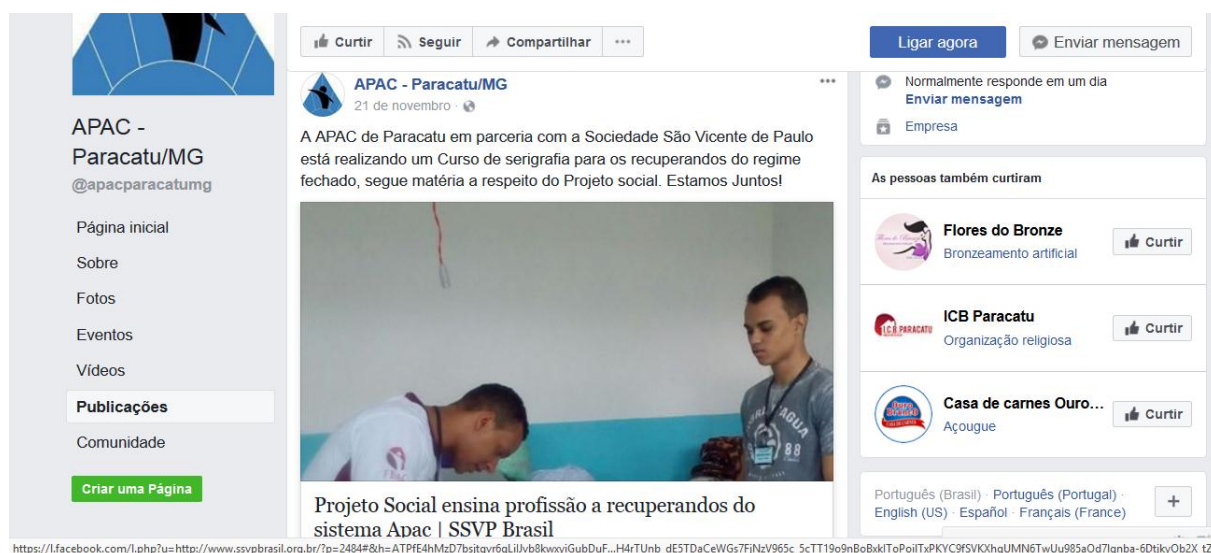 Curtir Seguir Compartilhar ...
Ligar agora Enviar mensagem
APAC -
Paracatu/MG
@apacparacatumg
Página inicial
Sobre
Fotos
Eventos
Vídeos
Publicações
Comunidade
Criar uma Página
APAC - Paracatu/MG
21 de novembro ·
A APAC de Paracatu em parceria com a Sociedade São Vicente de Paulo
está realizando um Curso de serigrafia para os recuperandos do regime
fechado, segue matéria a respeito do Projeto social. Estamos Juntos!
88
Projeto Social ensina profissão a recuperandos do
sistema Apac | SSVP Brasil
Normalmente responde em um dia
Enviar mensagem
Empresa
As pessoas também curtiram
Flores do Bronze
Bronzeamento artificial
Curtir
I.C.B PARACATU
ICB Paracatu
Organização religiosa
Curtir
Ouro
Branco
Casa de carnes Ouro...
Açougue
Curtir
Português (Brasil) · Português (Portugal) ·
English (US) · Español · Français (France)
+